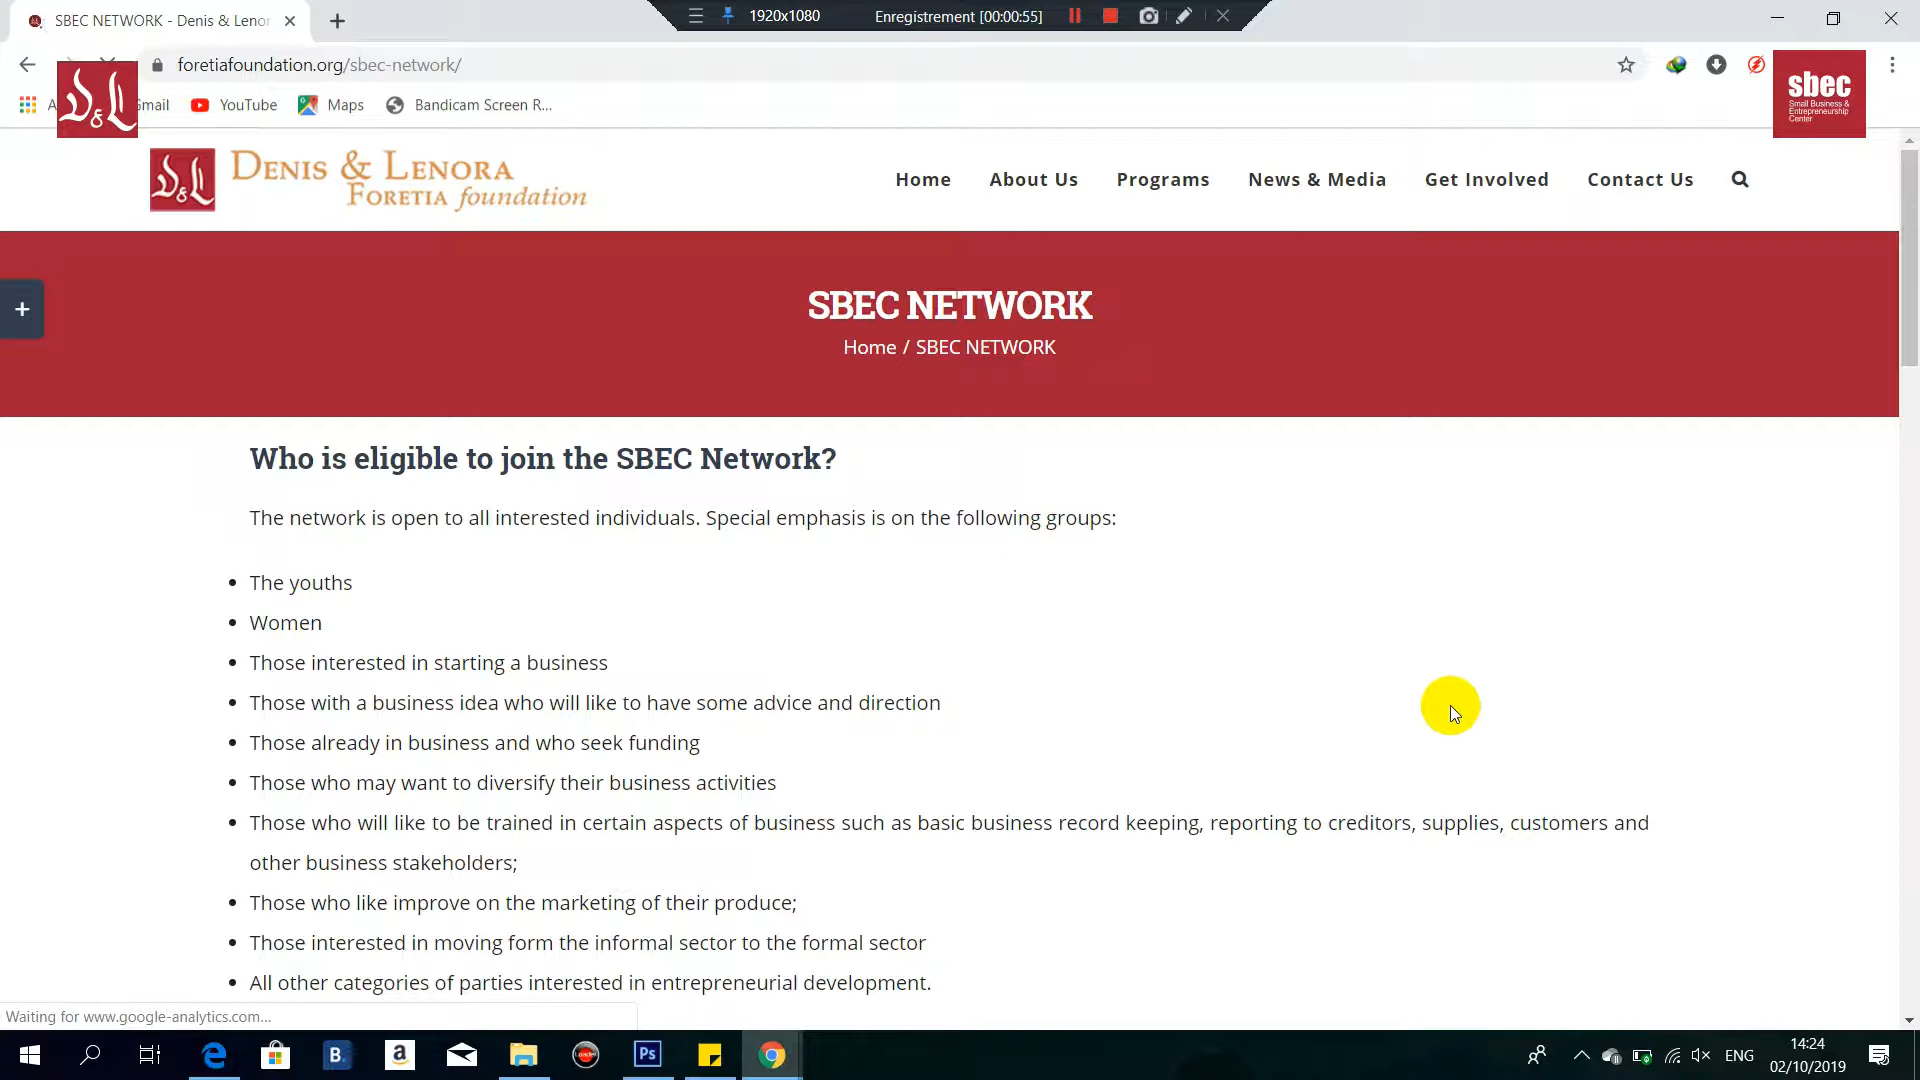 SBEC NETWORK - Denis & Lenor
1920x1080
Enregistrement [00:00:55]
foretiafoundation.org/sbec-network/
YouTube
Maps
Bandicam Screen R...
D&L
sbec
Small Business &
Entrepreneurship
Center
D&L
DENIS & LENORA
FORETIA foundation
Home
About Us
Programs
News & Media
Get Involved
Contact Us
SBEC NETWORK
Home / SBEC NETWORK
+
Who is eligible to join the SBEC Network?
The network is open to all interested individuals. Special emphasis is on the following groups:
• The youths
• Women
• Those interested in starting a business
• Those with a business idea who will like to have some advice and direction
• Those already in business and who seek funding
• Those who may want to diversify their business activities
• Those who will like to be trained in certain aspects of business such as basic business record keeping, reporting to creditors, supplies, customers and
other business stakeholders;
• Those who like improve on the marketing of their produce;
• Those interested in moving form the informal sector to the formal sector
• All other categories of parties interested in entrepreneurial development.
Waiting for www.google-analytics.com...
B.
a
Loader
Ps
ENG
14:24
02/10/2019